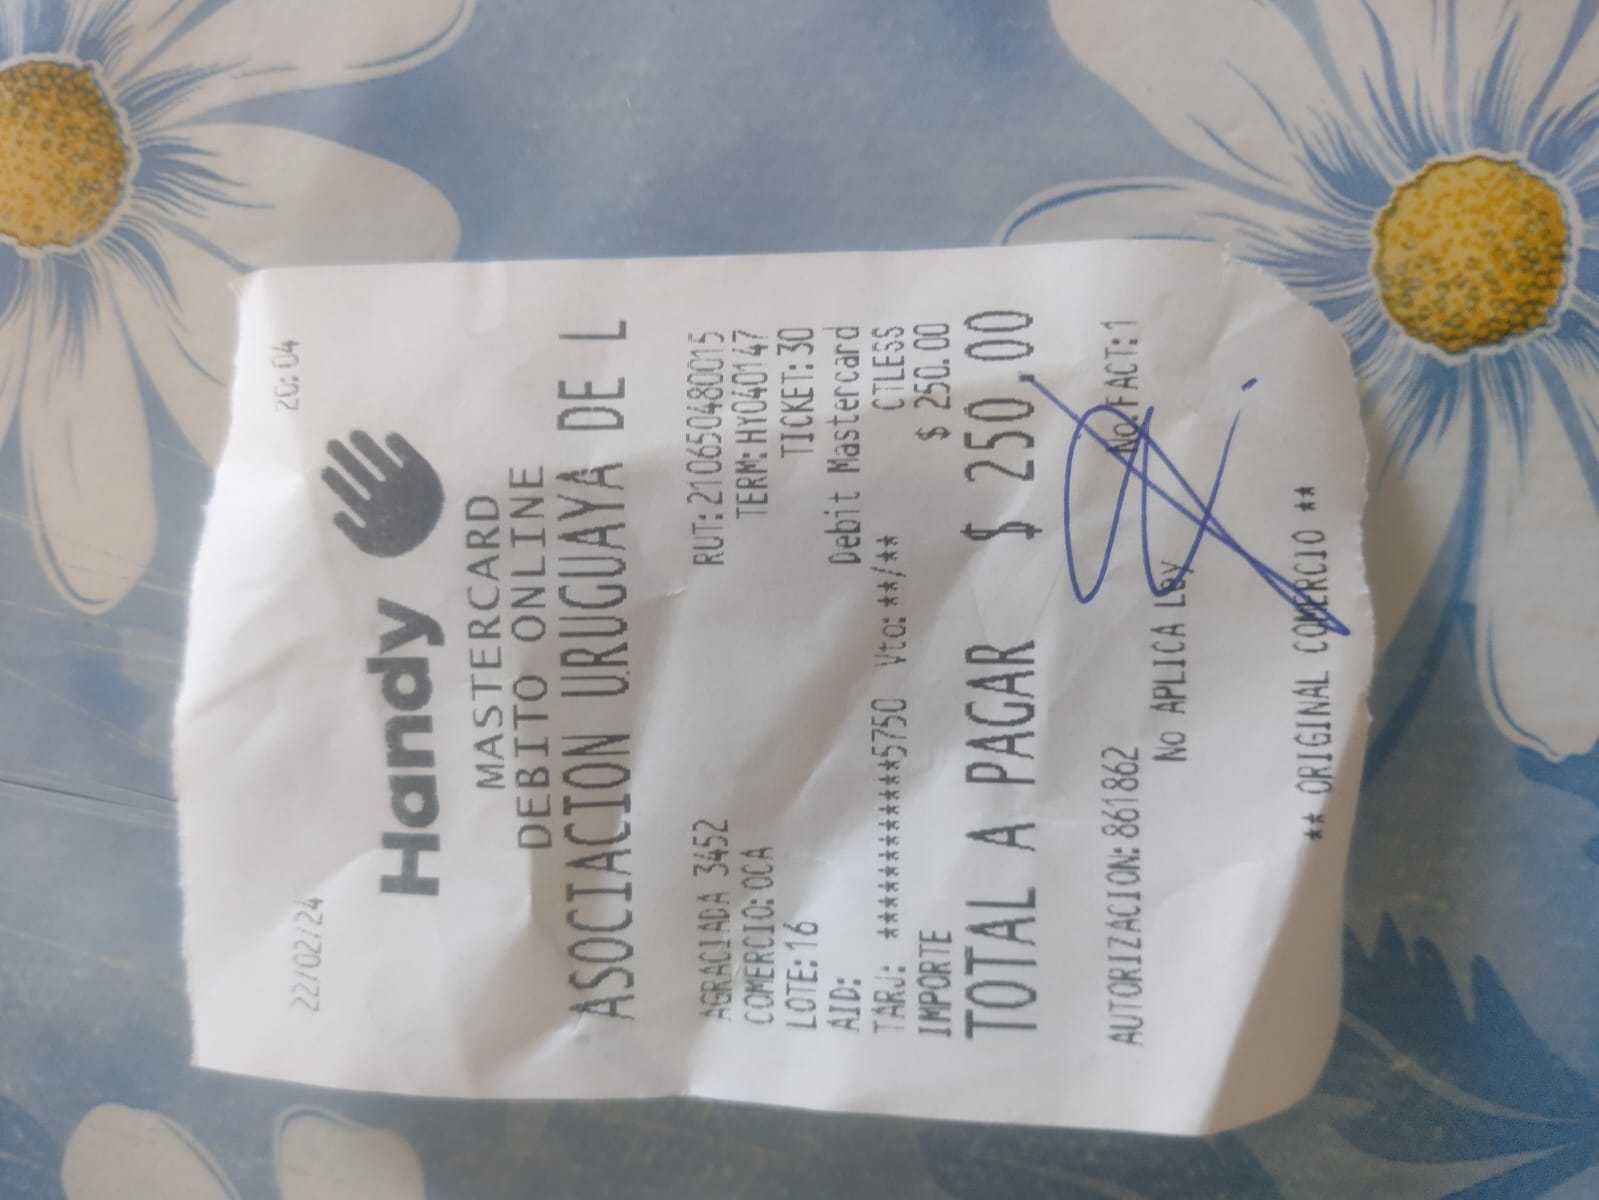 22/02/24 20:04
Handy
MASTERCARD
DEBITO ONLINE
ASOCIACION URUGUAYA DE L
AGRACIADA 3452 RUT:210650480015
COMERCIO:OCA TERM:HY040147
LOTE:16 TICKET:30
AID: Debit Mastercard
TARJ: ************5750 Vto:**/** CTLESS
IMPORTE $ 250.00
TOTAL A PAGAR $ 250.00
AUTORIZACION:861862 No.FACT:1
No APLICA Ley
** ORIGINAL COMERCIO **